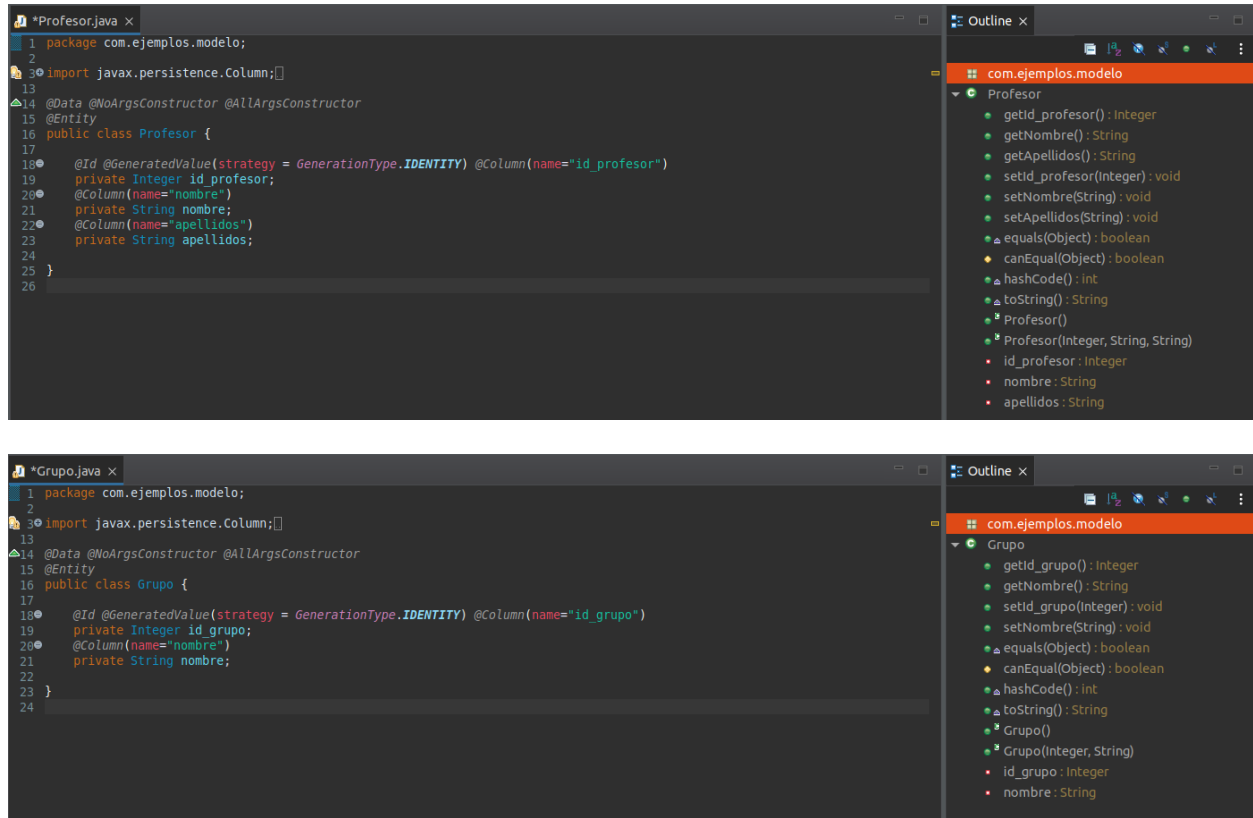 *Profesor.java ×
1 package com.ejemplos.modelo;
2
3 import javax.persistence.Column;
13
14 @Data @NoArgsConstructor @AllArgsConstructor
15 @Entity
16 public class Profesor {
17
18 @Id @GeneratedValue(strategy = GenerationType.IDENTITY) @Column(name="id_profesor")
19 private Integer id_profesor;
20 @Column(name="nombre")
21 private String nombre;
22 @Column(name="apellidos")
23 private String apellidos;
24
25 }
26
Outline ×
com.ejemplos.modelo
Profesor
getId_profesor() : Integer
getNombre() : String
getApellidos() : String
setId_profesor(Integer) : void
setNombre(String) : void
setApellidos(String) : void
equals(Object) : boolean
canEqual(Object) : boolean
hashCode() : int
toString() : String
Profesor()
Profesor(Integer, String, String)
id_profesor : Integer
nombre : String
apellidos : String
*Grupo.java ×
1 package com.ejemplos.modelo;
2
3 import javax.persistence.Column;
13
14 @Data @NoArgsConstructor @AllArgsConstructor
15 @Entity
16 public class Grupo {
17
18 @Id @GeneratedValue(strategy = GenerationType.IDENTITY) @Column(name="id_grupo")
19 private Integer id_grupo;
20 @Column(name="nombre")
21 private String nombre;
22
23 }
24
Outline ×
com.ejemplos.modelo
Grupo
getId_grupo() : Integer
getNombre() : String
setId_grupo(Integer) : void
setNombre(String) : void
equals(Object) : boolean
canEqual(Object) : boolean
hashCode() : int
toString() : String
Grupo()
Grupo(Integer, String)
id_grupo : Integer
nombre : String